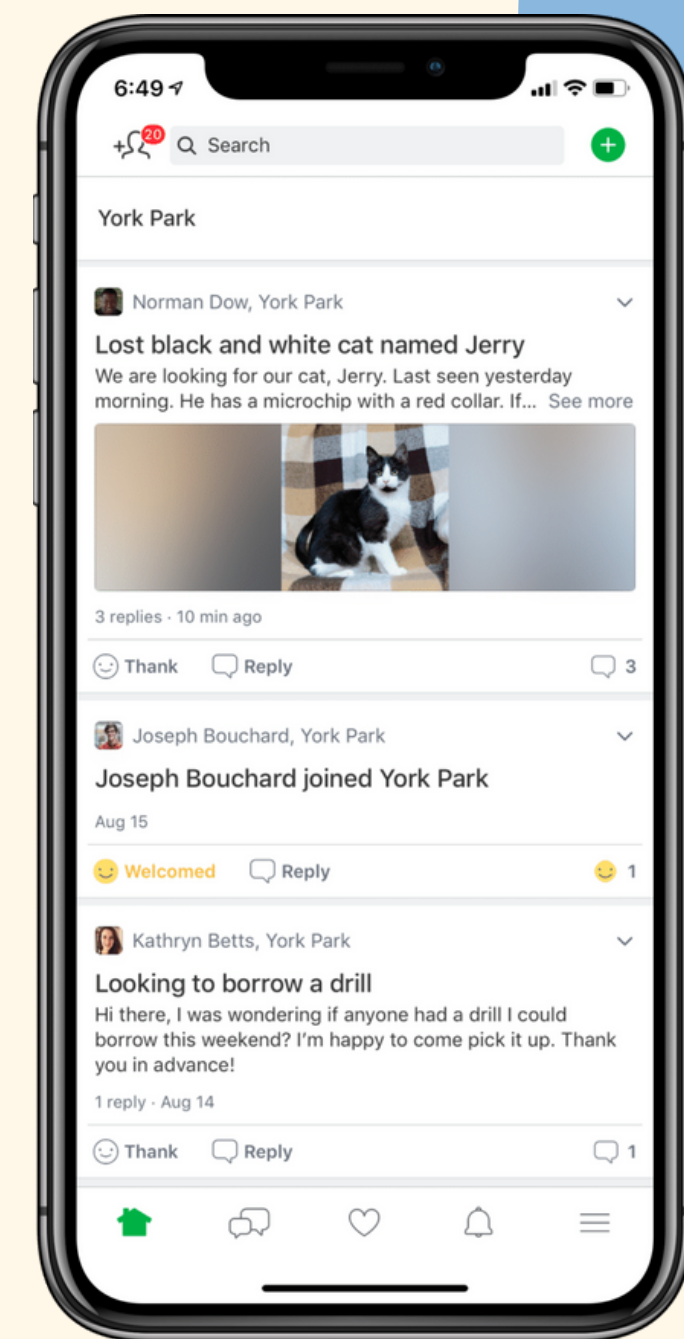 6:49
20
Search
York Park
Norman Dow, York Park
Lost black and white cat named Jerry
We are looking for our cat, Jerry. Last seen yesterday
morning. He has a microchip with a red collar. If... See more
3 replies · 10 min ago
Thank Reply 3
Joseph Bouchard, York Park
Joseph Bouchard joined York Park
Aug 15
Welcomed Reply 1
Kathryn Betts, York Park
Looking to borrow a drill
Hi there, I was wondering if anyone had a drill I could
borrow this weekend? I’m happy to come pick it up. Thank
you in advance!
1 reply · Aug 14
Thank Reply 1